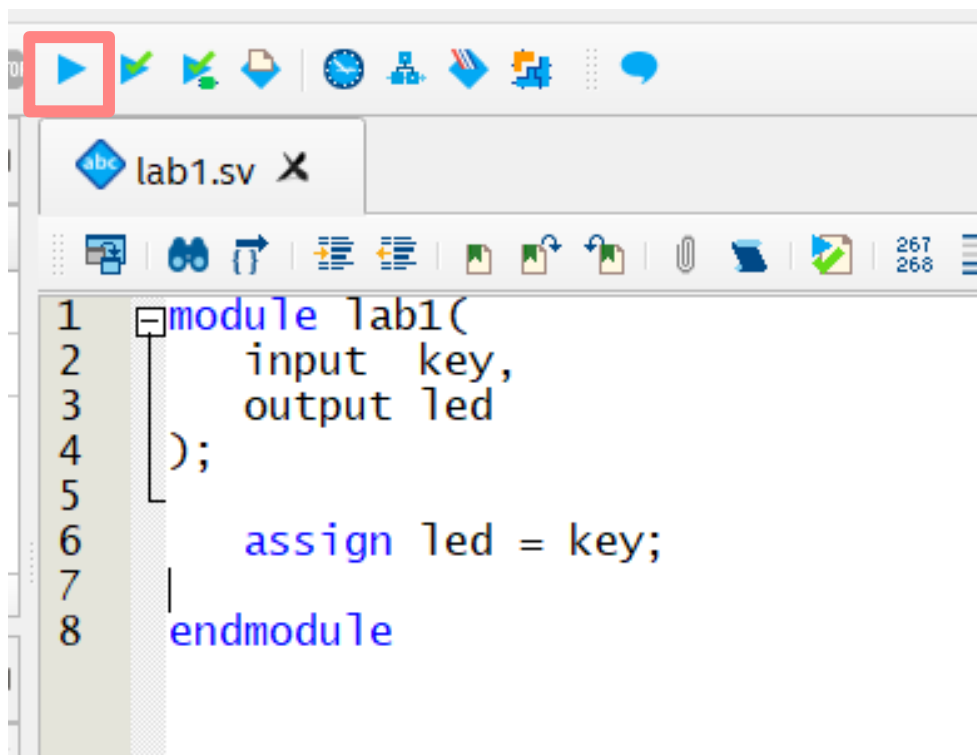 abc lab1.sv
267
268
1 module lab1(
2 input key,
3 output led
4 );
5
6 assign led = key;
7
8 endmodule